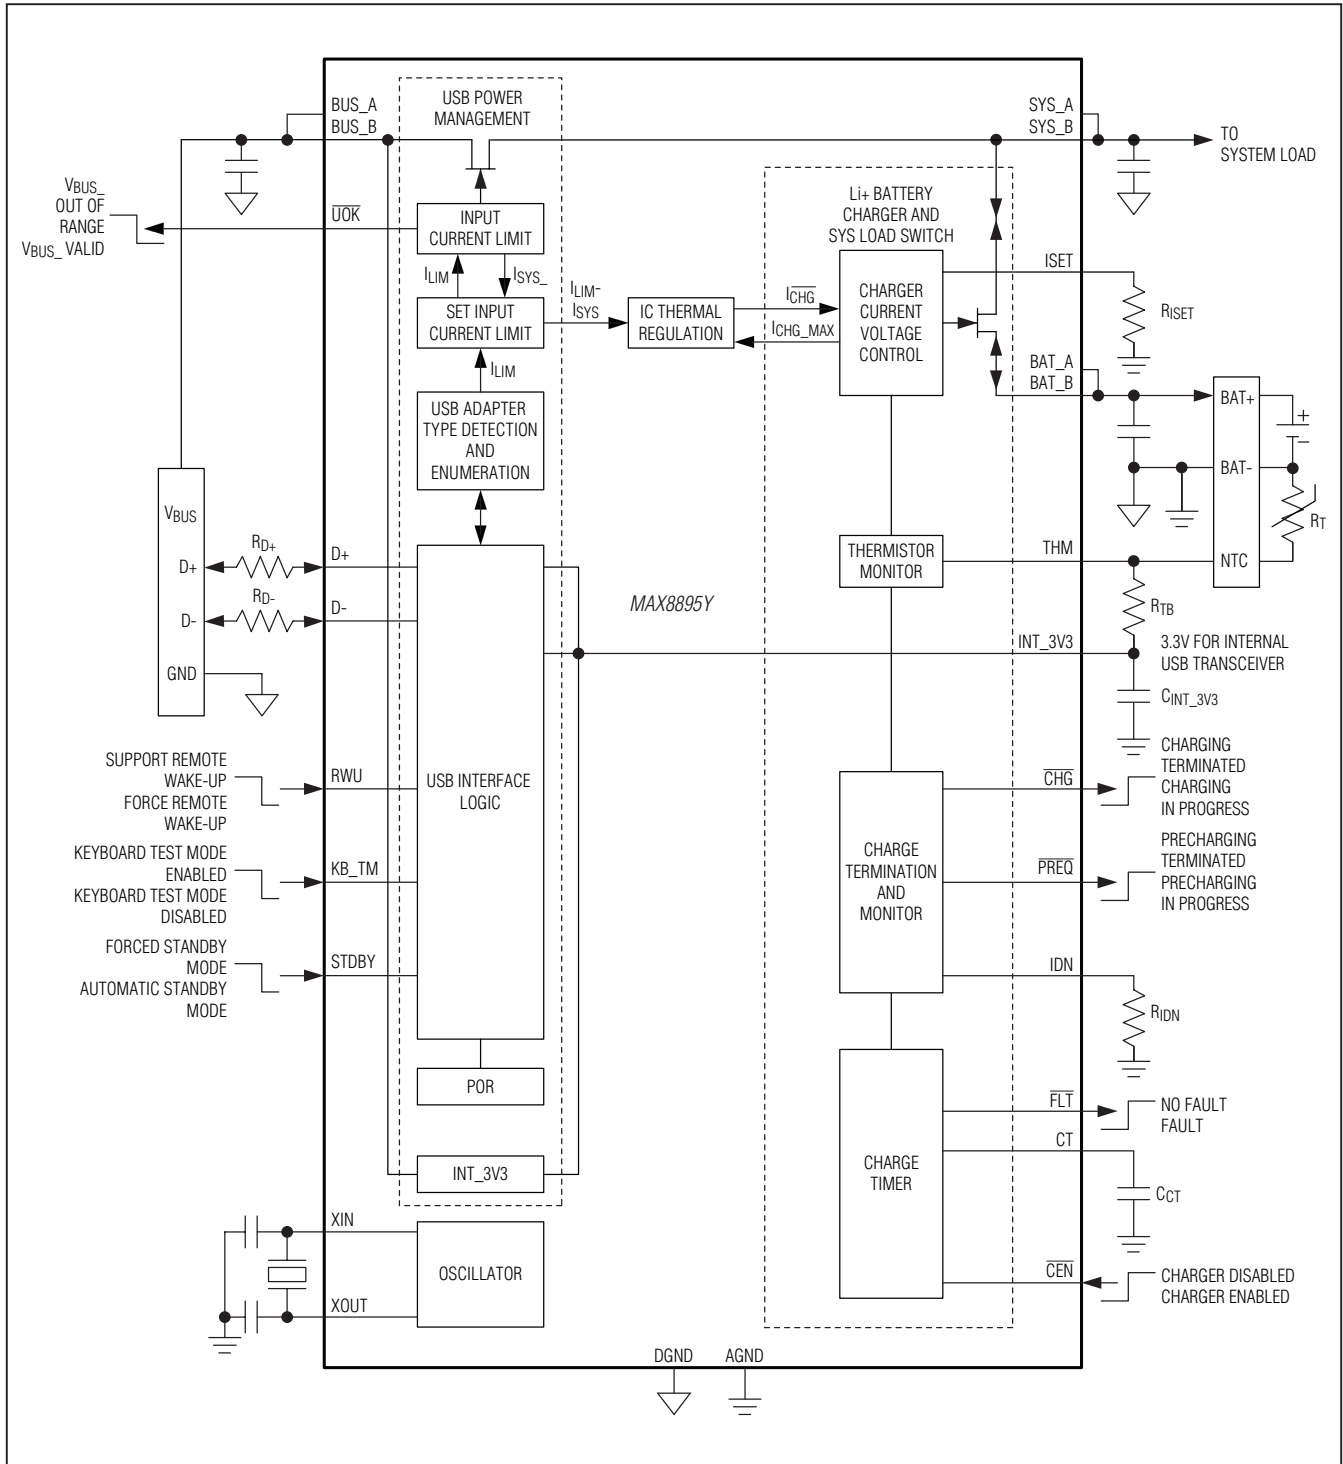 BUS_A
BUS_B
USB POWER
MANAGEMENT
SYS_A
SYS_B
TO
SYSTEM LOAD
VBUS_
OUT OF
RANGE
VBUS_ VALID
UOK
INPUT
CURRENT LIMIT
ILIM
ISYS_
SET INPUT
CURRENT LIMIT
ILIM-
ISYS
IC THERMAL
REGULATION
ICHG
ICHG_MAX
Li+ BATTERY
CHARGER AND
SYS LOAD SWITCH
CHARGER
CURRENT
VOLTAGE
CONTROL
ISET
RISET
BAT_A
BAT_B
BAT+
BAT-
NTC
+
−
RT
ILIM
USB ADAPTER
TYPE DETECTION
AND
ENUMERATION
VBUS
D+
D-
GND
RD+
RD-
D+
D-
MAX8895Y
THERMISTOR
MONITOR
THM
RTB
INT_3V3
3.3V FOR INTERNAL
USB TRANSCEIVER
CINT_3V3
SUPPORT REMOTE
WAKE-UP
FORCE REMOTE
WAKE-UP
RWU
USB INTERFACE
LOGIC
KEYBOARD TEST MODE
ENABLED
KEYBOARD TEST MODE
DISABLED
KB_TM
FORCED STANDBY
MODE
AUTOMATIC STANDBY
MODE
STDBY
CHARGE
TERMINATION
AND
MONITOR
CHG
CHARGING
TERMINATED
CHARGING
IN PROGRESS
PREQ
PRECHARGING
TERMINATED
PRECHARGING
IN PROGRESS
IDN
RIDN
POR
INT_3V3
CHARGE
TIMER
FLT
NO FAULT
FAULT
CT
CCT
CEN
CHARGER DISABLED
CHARGER ENABLED
XIN
OSCILLATOR
XOUT
DGND
AGND